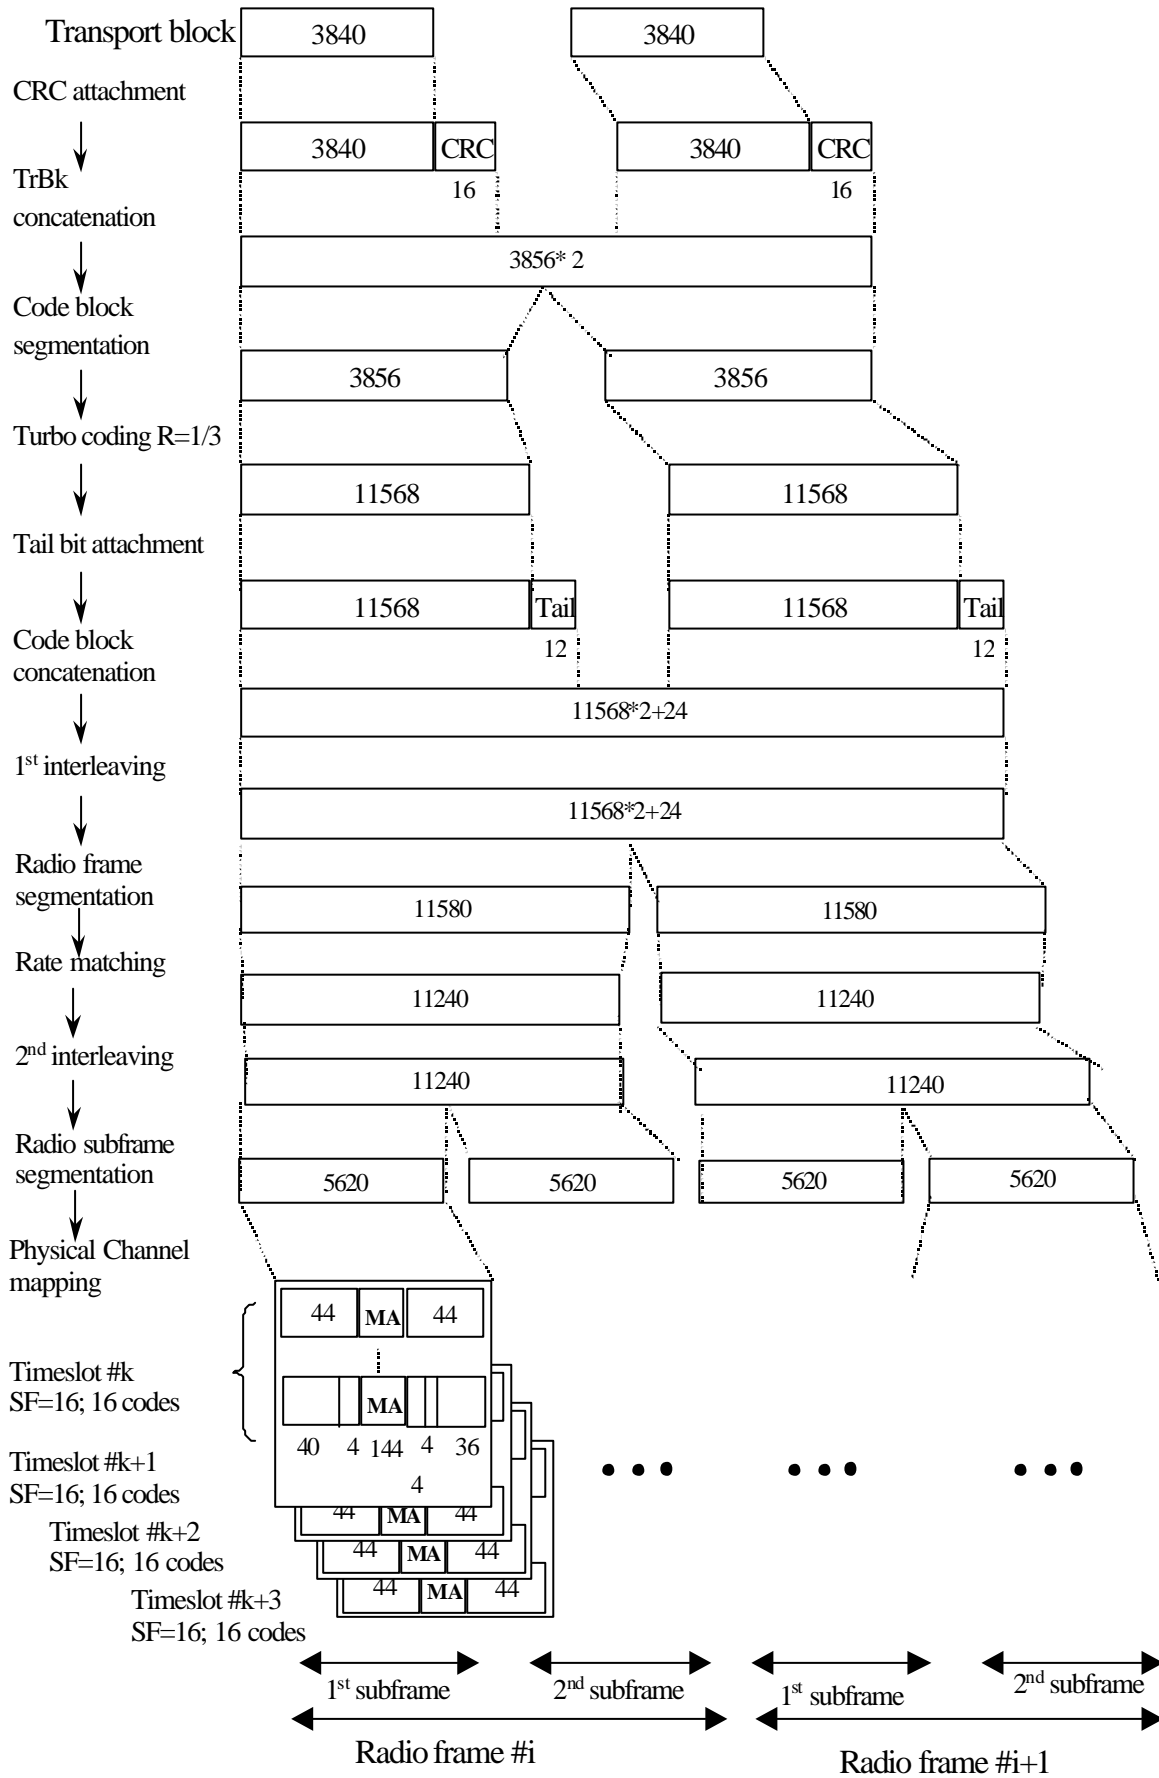 Transport block
3840
3840
CRC attachment
3840
CRC
3840
CRC
16
16
TrBk
concatenation
3856* 2
Code block
segmentation
3856
3856
Turbo coding R=1/3
11568
11568
Tail bit attachment
11568
Tail
11568
Tail
12
12
Code block
concatenation
11568*2+24
1st interleaving
11568*2+24
Radio frame
segmentation
11580
11580
Rate matching
11240
11240
2nd interleaving
11240
11240
Radio subframe
segmentation
5620
5620
5620
5620
Physical Channel
mapping
44
MA
44
Timeslot #k
SF=16; 16 codes
MA
40
4
144
4
36
4
Timeslot #k+1
SF=16; 16 codes
44
MA
44
Timeslot #k+2
SF=16; 16 codes
44
MA
44
Timeslot #k+3
SF=16; 16 codes
44
MA
44
1st subframe
2nd subframe
1st subframe
2nd subframe
Radio frame #i
Radio frame #i+1